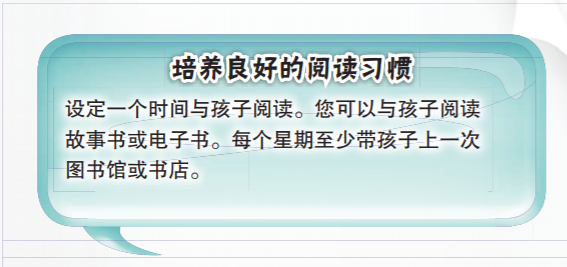 培养良好的阅读习惯
设定一个时间与孩子阅读。您可以与孩子阅读
故事书或电子书。每个星期至少带孩子上一次
图书馆或书店。